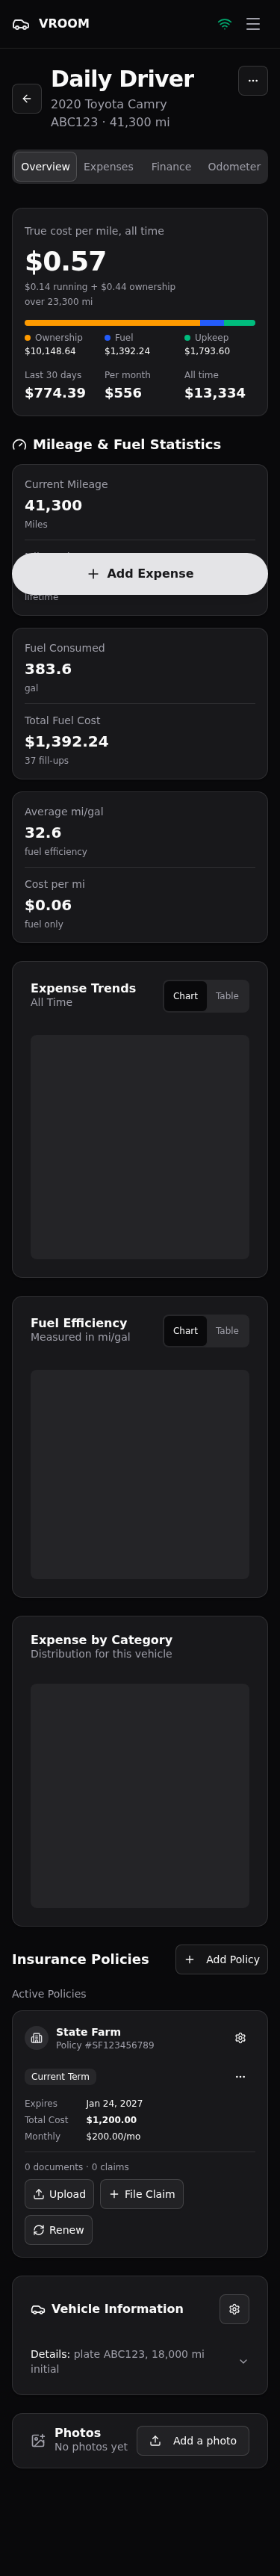 VROOM
Daily Driver
2020 Toyota Camry
ABC123 · 41,300 mi
Overview Expenses Finance Odometer
True cost per mile, all time
$0.57
$0.14 running + $0.44 ownership
over 23,300 mi
Ownership Fuel Upkeep
$10,148.64 $1,392.24 $1,793.60
Last 30 days Per month All time
$774.39 $556 $13,334
Mileage & Fuel Statistics
Current Mileage
41,300
Miles
Add Expense
lifetime
Fuel Consumed
383.6
gal
Total Fuel Cost
$1,392.24
37 fill-ups
Average mi/gal
32.6
fuel efficiency
Cost per mi
$0.06
fuel only
Expense Trends
All Time
Chart Table
Fuel Efficiency
Measured in mi/gal
Chart Table
Expense by Category
Distribution for this vehicle
Insurance Policies
Add Policy
Active Policies
State Farm
Policy #SF123456789
Current Term
Expires Jan 24, 2027
Total Cost $1,200.00
Monthly $200.00/mo
0 documents · 0 claims
Upload File Claim
Renew
Vehicle Information
Details: plate ABC123, 18,000 mi
initial
Photos
No photos yet
Add a photo